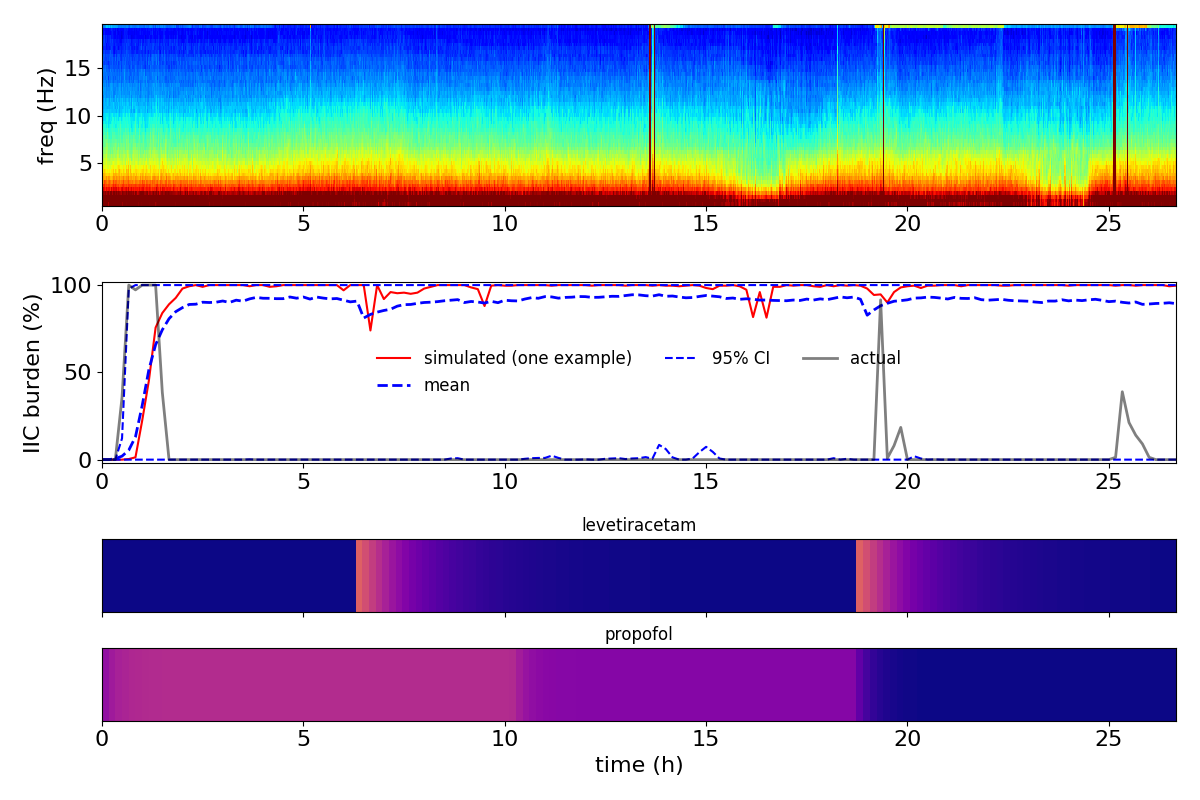 freq (Hz)
15
10
5
0 5 10 15 20 25
IIC burden (%)
100
50
0
simulated (one example) 95% CI actual
mean
0 5 10 15 20 25
levetiracetam
propofol
0 5 10 15 20 25
time (h)